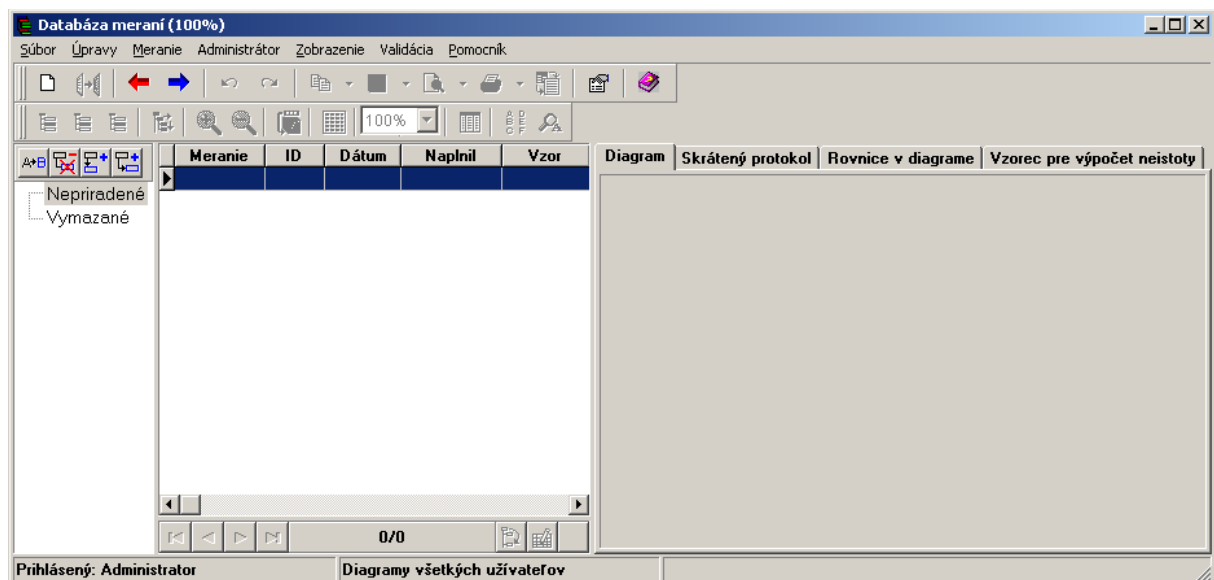 Databáza meraní (100%)
Súbor Úpravy Meranie Administrátor Zobrazenie Validácia Pomocník
100%
A+B
Meranie ID Dátum Naplnil Vzor
Nepriradené
Vymazané
Diagram Skrátený protokol Rovnice v diagrame Vzorec pre výpočet neistoty
0/0
Prihlásený: Administrator Diagramy všetkých užívateľov